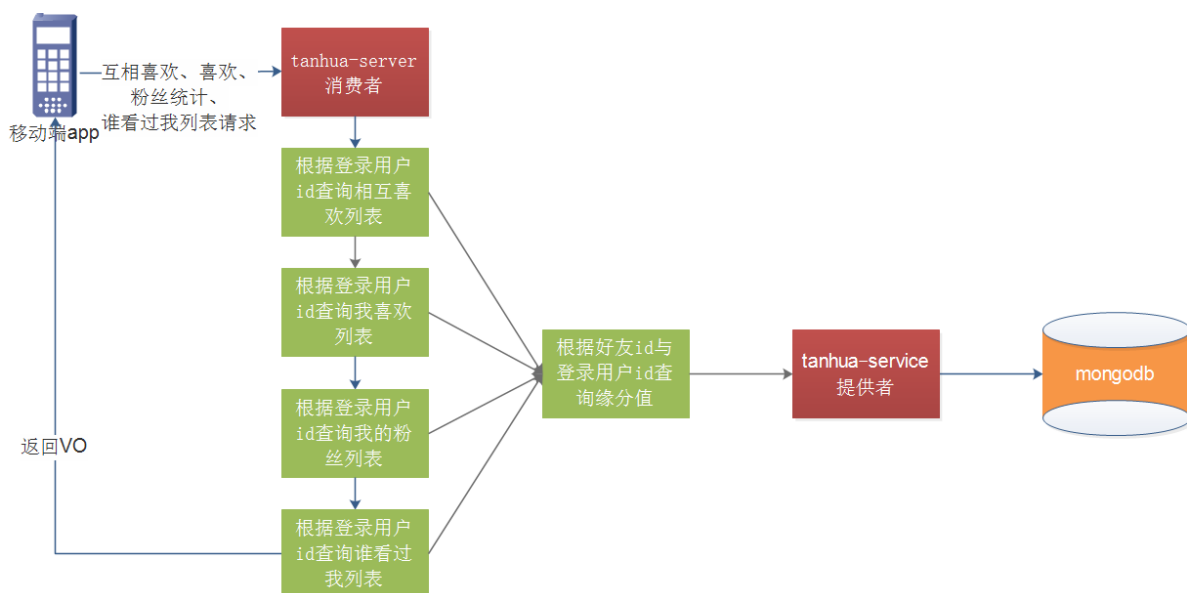 移动端app
互相喜欢、喜欢、
粉丝统计、
谁看过我列表请求
tanhua-server
消费者
根据登录用户
id查询相互喜
欢列表
根据登录用户
id查询我喜欢
列表
根据登录用户
id查询我的粉
丝列表
根据登录用户
id查询谁看过
我列表
返回VO
根据好友id与
登录用户id查
询缘分值
tanhua-service
提供者
mongodb